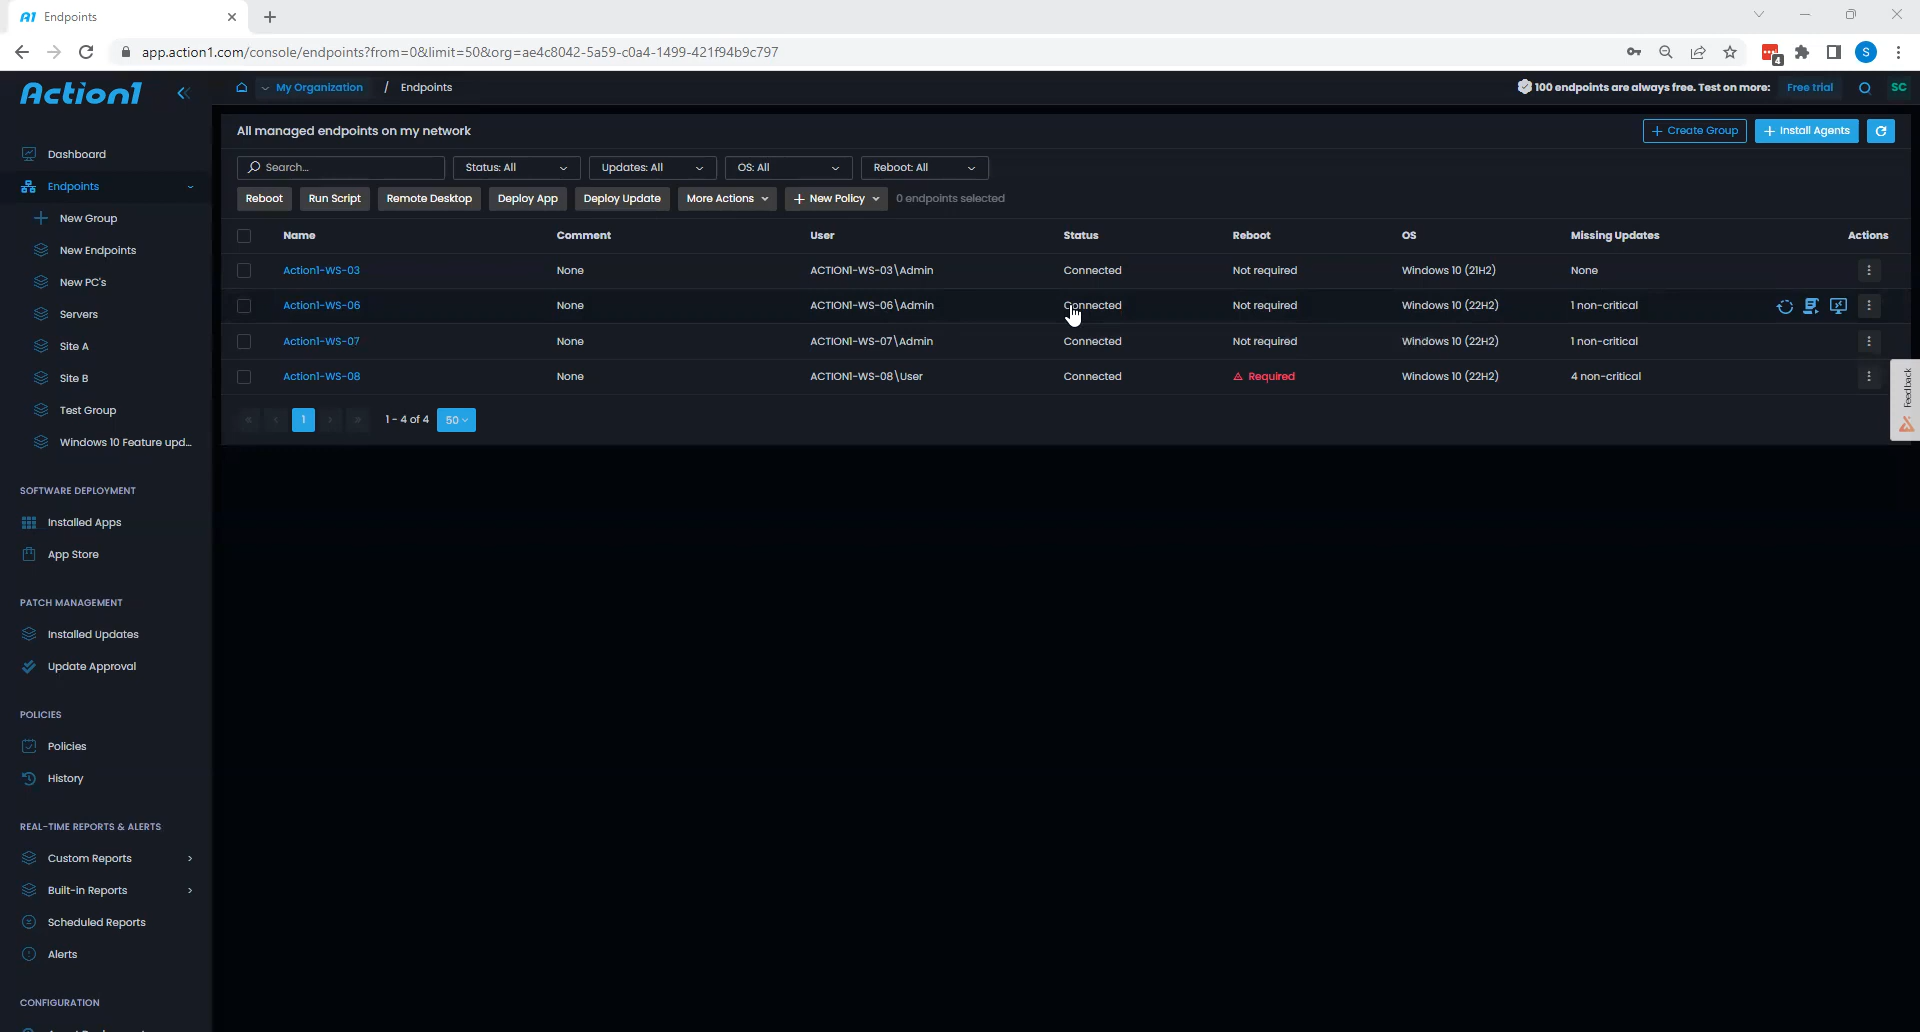 Endpoints
app.action1.com/console/endpoints?from=0&limit=50&org=ae4c8042-5a59-c0a4-1499-421f94b9c797
4
S
Action1
My Organization / Endpoints
100 endpoints are always free. Test on more: Free trial
SC
Dashboard
Endpoints
New Group
New Endpoints
New PC's
Servers
Site A
Site B
Test Group
Windows 10 Feature upd...
SOFTWARE DEPLOYMENT
Installed Apps
App Store
PATCH MANAGEMENT
Installed Updates
Update Approval
POLICIES
Policies
History
REAL-TIME REPORTS & ALERTS
Custom Reports
Built-in Reports
Scheduled Reports
Alerts
CONFIGURATION
All managed endpoints on my network
+ Create Group
+ Install Agents
Search... Status: All Updates: All OS: All Reboot: All
Reboot Run Script Remote Desktop Deploy App Deploy Update More Actions + New Policy 0 endpoints selected
Name Comment User Status Reboot OS Missing Updates Actions
Action1-WS-03 None ACTION1-WS-03\Admin Connected Not required Windows 10 (21H2) None
Action1-WS-06 None ACTION1-WS-06\Admin Connected Not required Windows 10 (22H2) 1 non-critical
Action1-WS-07 None ACTION1-WS-07\Admin Connected Not required Windows 10 (22H2) 1 non-critical
Action1-WS-08 None ACTION1-WS-08\User Connected Required Windows 10 (22H2) 4 non-critical
« ‹ 1 › » 1 - 4 of 4 50
Feedback